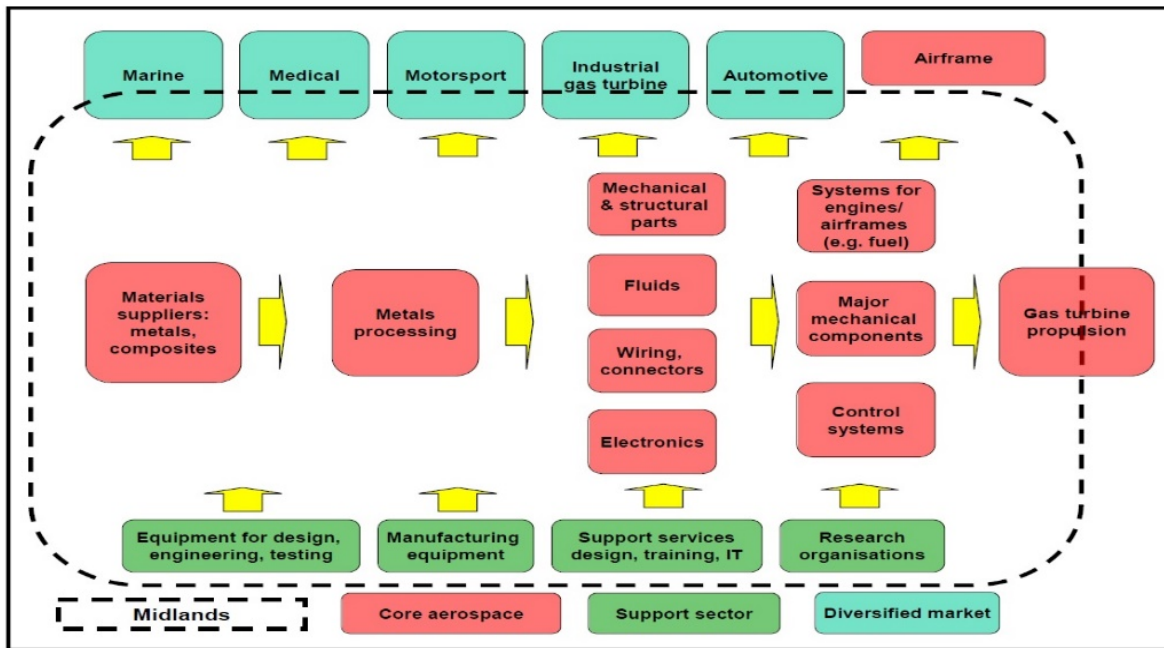 Marine
Medical
Motorsport
Industrial
gas turbine
Automotive
Airframe
Mechanical
& structural
parts
Systems for
engines/
airframes
(e.g. fuel)
Materials
suppliers:
metals,
composites
Metals
processing
Fluids
Wiring,
connectors
Electronics
Major
mechanical
components
Control
systems
Gas turbine
propulsion
Equipment for design,
engineering, testing
Manufacturing
equipment
Support services
design, training, IT
Research
organisations
Midlands
Core aerospace
Support sector
Diversified market